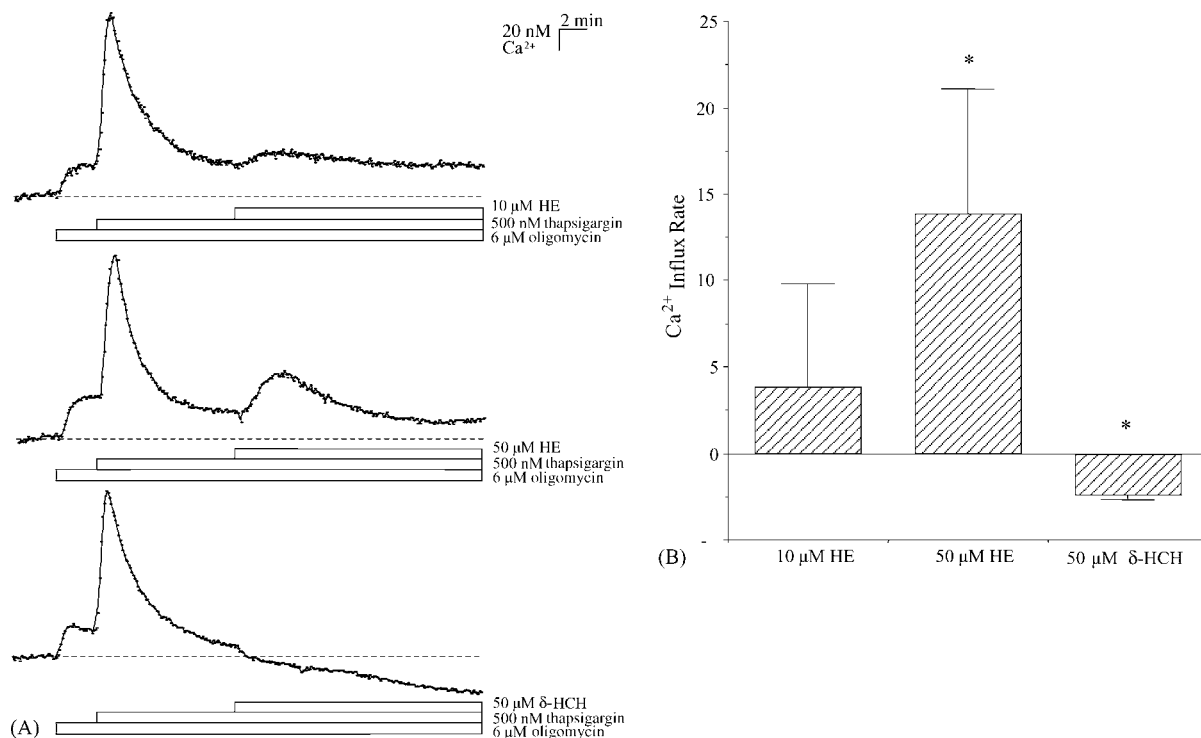 20 nM
Ca²⁺
2 min
10 µM HE
500 nM thapsigargin
6 µM oligomycin
50 µM HE
500 nM thapsigargin
6 µM oligomycin
50 µM δ-HCH
500 nM thapsigargin
6 µM oligomycin
(A)
Ca²⁺ Influx Rate
25
20
15
10
5
0
-
*
*
10 µM HE
50 µM HE
50 µM δ-HCH
(B)